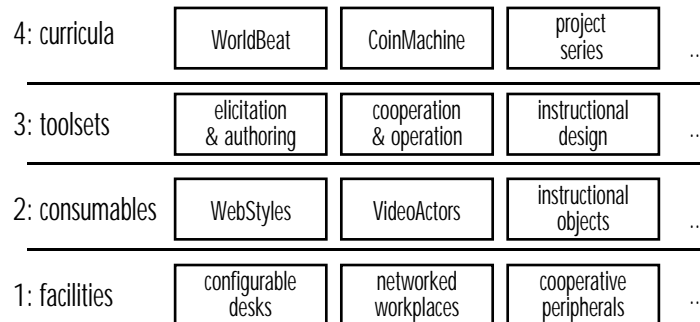 4: curricula
WorldBeat
CoinMachine
project
series
..
3: toolsets
elicitation
& authoring
cooperation
& operation
instructional
design
..
2: consumables
WebStyles
VideoActors
instructional
objects
..
1: facilities
configurable
desks
networked
workplaces
cooperative
peripherals
..